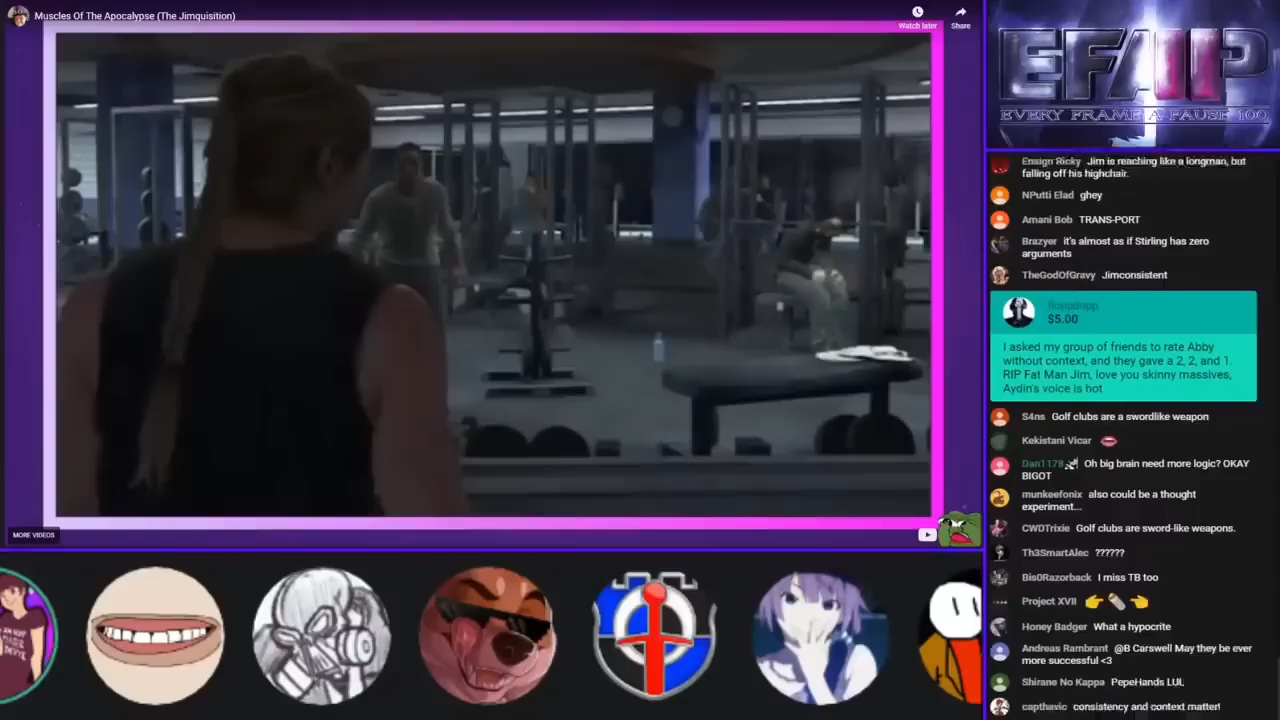 Muscles Of The Apocalypse (The Jimquisition)
Watch later
Share
MORE VIDEOS
EFAP
EVERY FRAME A PAUSE 100
Ensign Ricky Jim is reaching like a longman, but
falling off his highchair.
NPutti Elad ghey
Amani Bob TRANS-PORT
Brazyer it's almost as if Stirling has zero
arguments
TheGodOfGravy Jimconsistent
$5.00
I asked my group of friends to rate Abby
without context, and they gave a 2, 2, and 1.
RIP Fat Man Jim, love you skinny massives,
Aydin's voice is hot
S4ns Golf clubs are a swordlike weapon
Kekistani Vicar
Dan1178 Oh big brain need more logic? OKAY
BIGOT
munkeefonix also could be a thought
experiment...
CWDTrixie Golf clubs are sword-like weapons.
Th3SmartAlec ??????
Bis0Razorback I miss TB too
Project XVII
Honey Badger What a hypocrite
Andreas Rambrant @B Carswell May they be ever
more successful <3
Shirane No Kappa PepeHands LUL
capthavic consistency and context matter!